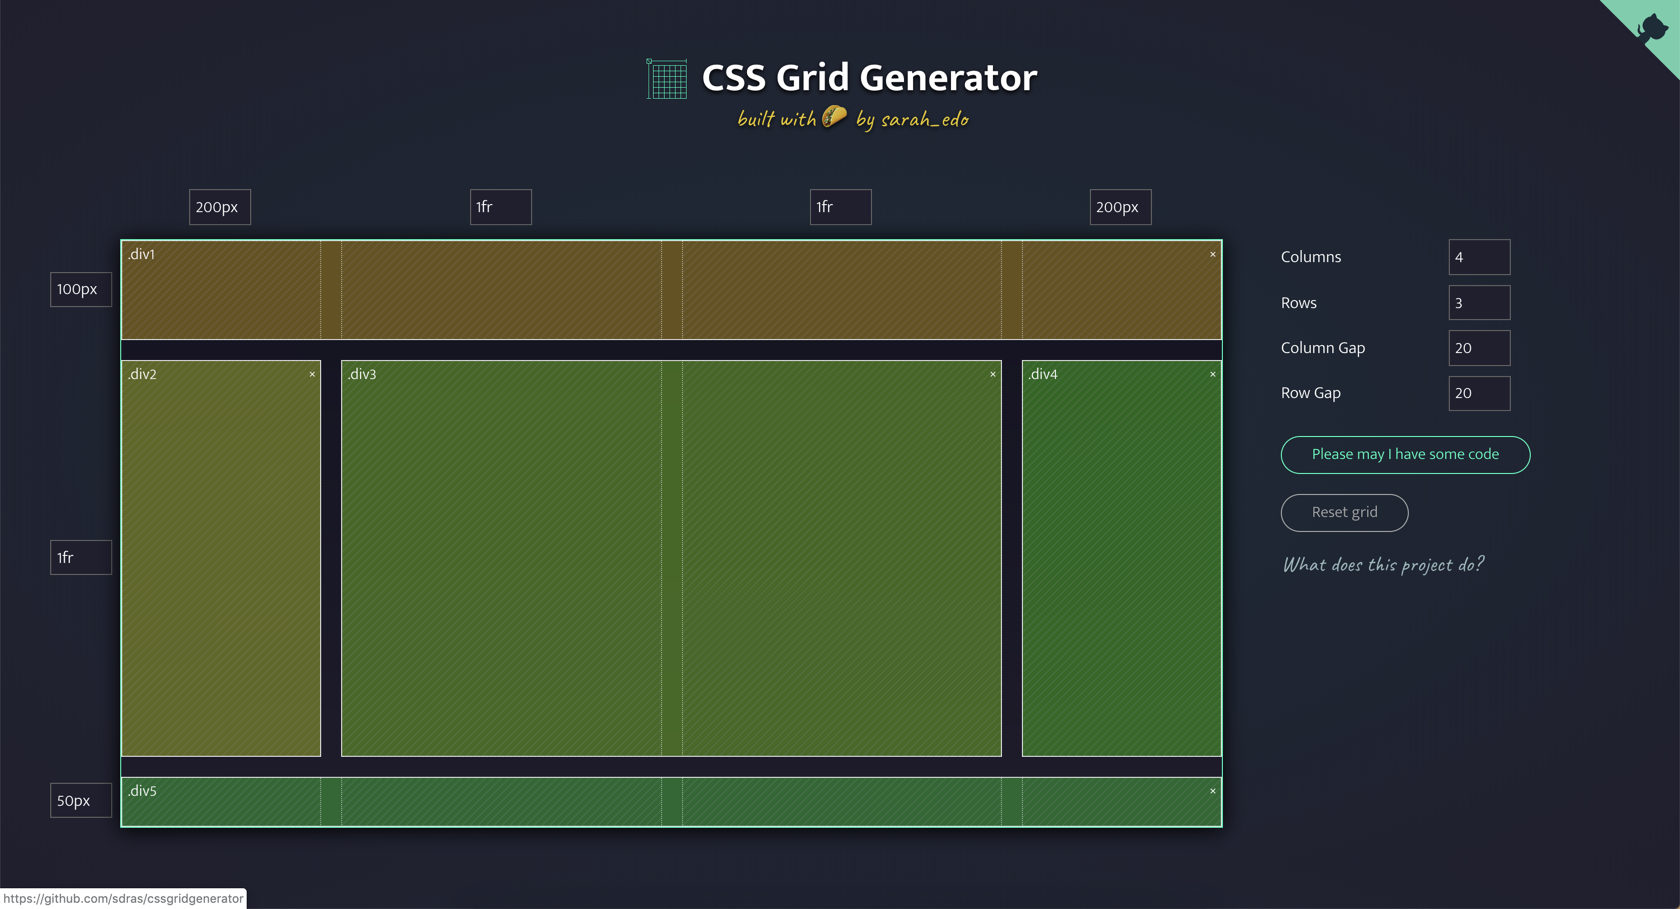 CSS Grid Generator
built with by sarah_edo
200px
1fr
1fr
200px
100px
1fr
50px
.div1
×
.div2
×
.div3
×
.div4
×
.div5
×
Columns
4
Rows
3
Column Gap
20
Row Gap
20
Please may I have some code
Reset grid
What does this project do?
https://github.com/sdras/cssgridgenerator